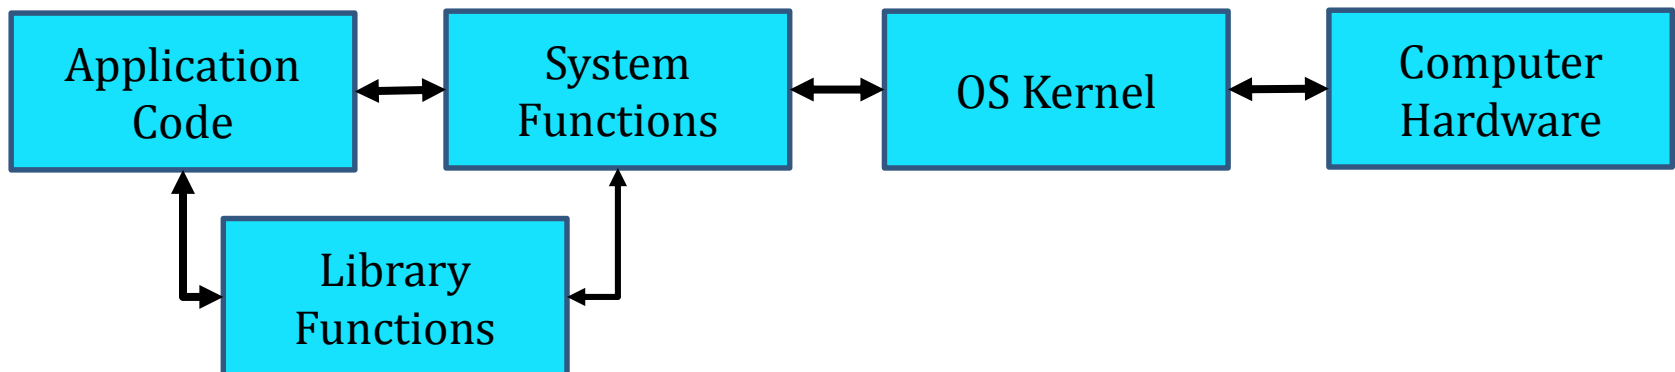 Application
Code
System
Functions
OS Kernel
Computer
Hardware
Library
Functions